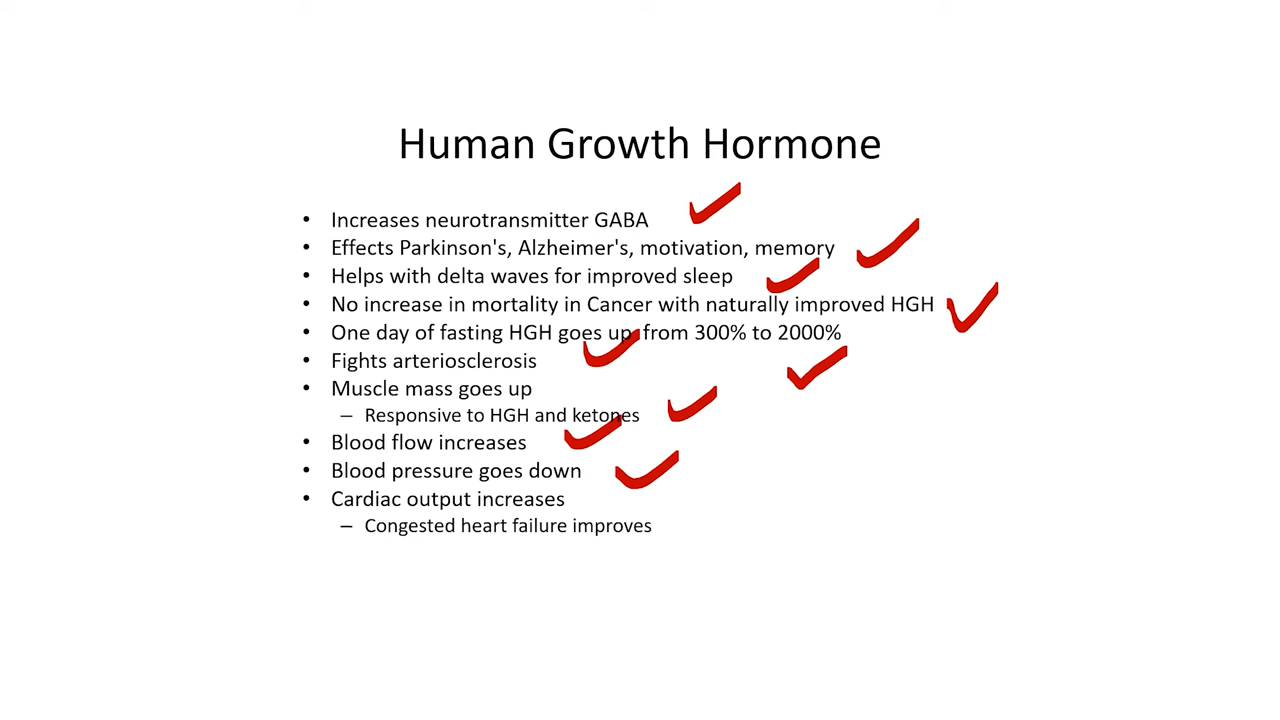 Human Growth Hormone
• Increases neurotransmitter GABA
• Effects Parkinson's, Alzheimer's, motivation, memory
• Helps with delta waves for improved sleep
• No increase in mortality in Cancer with naturally improved HGH
• One day of fasting HGH goes up from 300% to 2000%
• Fights arteriosclerosis
• Muscle mass goes up
– Responsive to HGH and ketones
• Blood flow increases
• Blood pressure goes down
• Cardiac output increases
– Congested heart failure improves